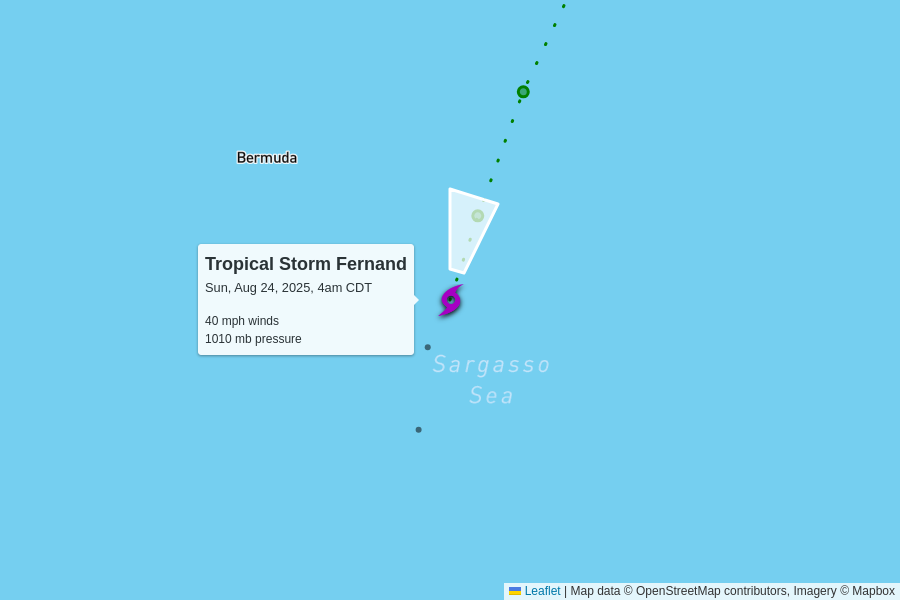 Bermuda
Tropical Storm Fernand
Sun, Aug 24, 2025, 4am CDT
40 mph winds
1010 mb pressure
Sargasso
Sea
Leaflet | Map data © OpenStreetMap contributors, Imagery © Mapbox